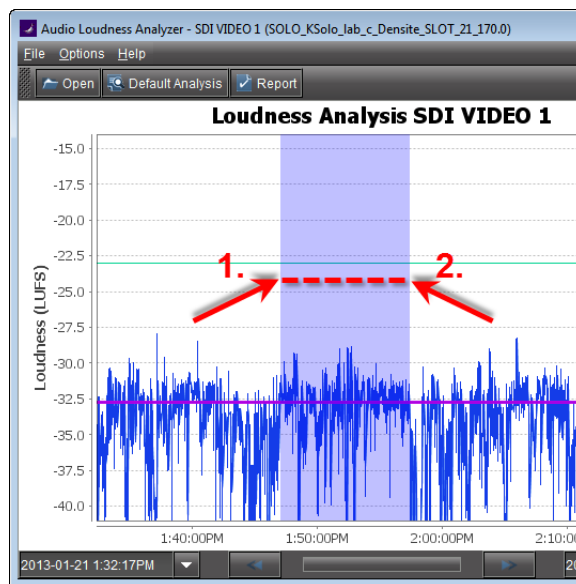 Audio Loudness Analyzer - SDI VIDEO 1 (SOLO_KSolo_lab_c_Densite_SLOT_21_170.0)
File Options Help
Open Default Analysis Report
Loudness Analysis SDI VIDEO 1
-15.0
-17.5
-20.0
-22.5
1. 2.
-25.0
-27.5
-30.0
-32.5
-35.0
-37.5
-40.0
Loudness (LUFS)
1:40:00PM 1:50:00PM 2:00:00PM 2:10:
2013-01-21 1:32:17PM 20